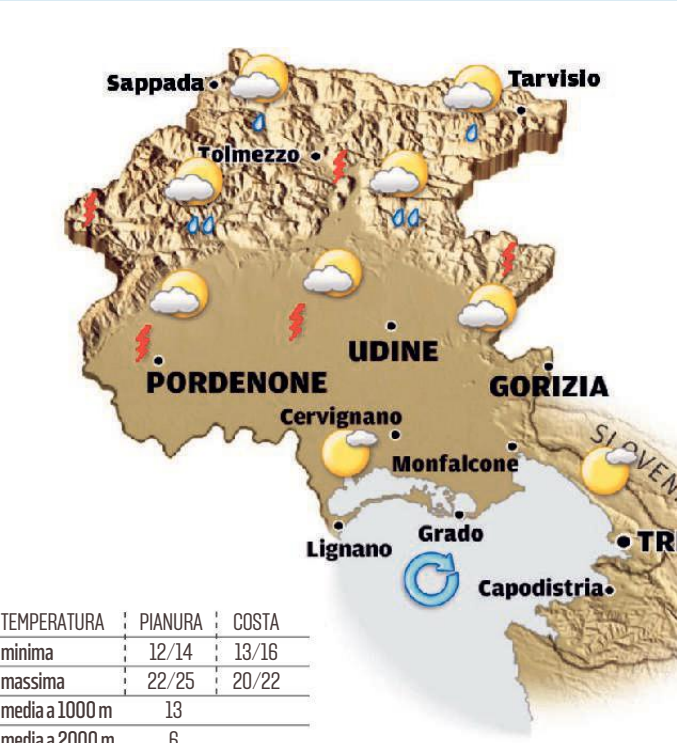 Sappada
Tarvisio
Tolmezzo
UDINE
PORDENONE
GORIZIA
Cervignano
SLOVEN
Monfalcone
Grado
TR
Lignano
Capodistria
TEMPERATURA PIANURA COSTA
minima 12/14 13/16
massima 22/25 20/22
media a 1000 m 13
media a 2000 m 6